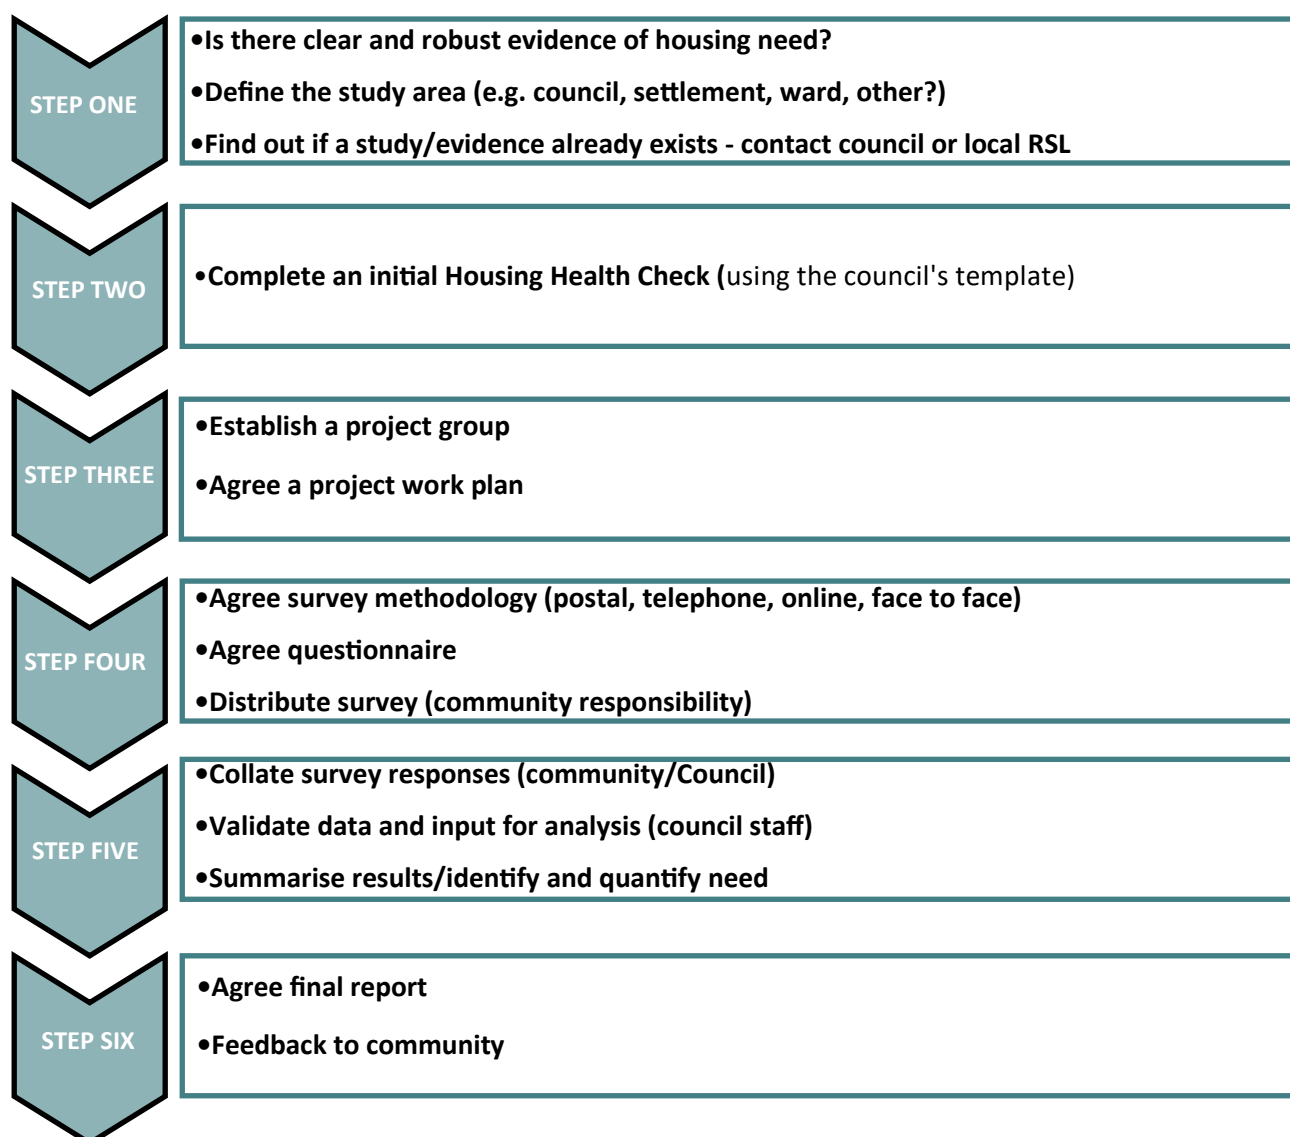 STEP ONE
•Is there clear and robust evidence of housing need?
•Define the study area (e.g. council, settlement, ward, other?)
•Find out if a study/evidence already exists - contact council or local RSL
STEP TWO
•Complete an initial Housing Health Check (using the council's template)
STEP THREE
•Establish a project group
•Agree a project work plan
STEP FOUR
•Agree survey methodology (postal, telephone, online, face to face)
•Agree questionnaire
•Distribute survey (community responsibility)
STEP FIVE
•Collate survey responses (community/Council)
•Validate data and input for analysis (council staff)
•Summarise results/identify and quantify need
STEP SIX
•Agree final report
•Feedback to community